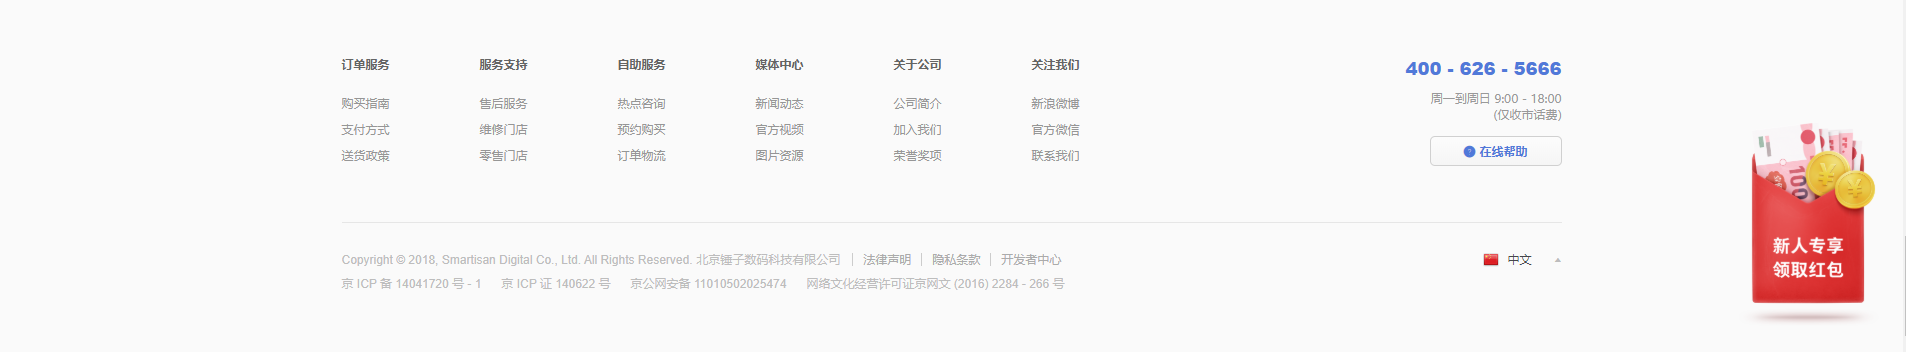 订单服务
购买指南
支付方式
送货政策
服务支持
售后服务
维修门店
零售门店
自助服务
热点咨询
预约购买
订单物流
媒体中心
新闻动态
官方视频
图片资源
关于公司
公司简介
加入我们
荣誉奖项
关注我们
新浪微博
官方微信
联系我们
400 - 626 - 5666
周一到周日 9:00 - 18:00
(仅收市话费)
? 在线帮助
100
¥
¥
新人专享
领取红包
Copyright © 2018, Smartisan Digital Co., Ltd. All Rights Reserved. 北京锤子数码科技有限公司 | 法律声明 | 隐私条款 | 开发者中心
中文
京 ICP 备 14041720 号 - 1 京 ICP 证 140622 号 京公网安备 11010502025474 网络文化经营许可证京网文 (2016) 2284 - 266 号